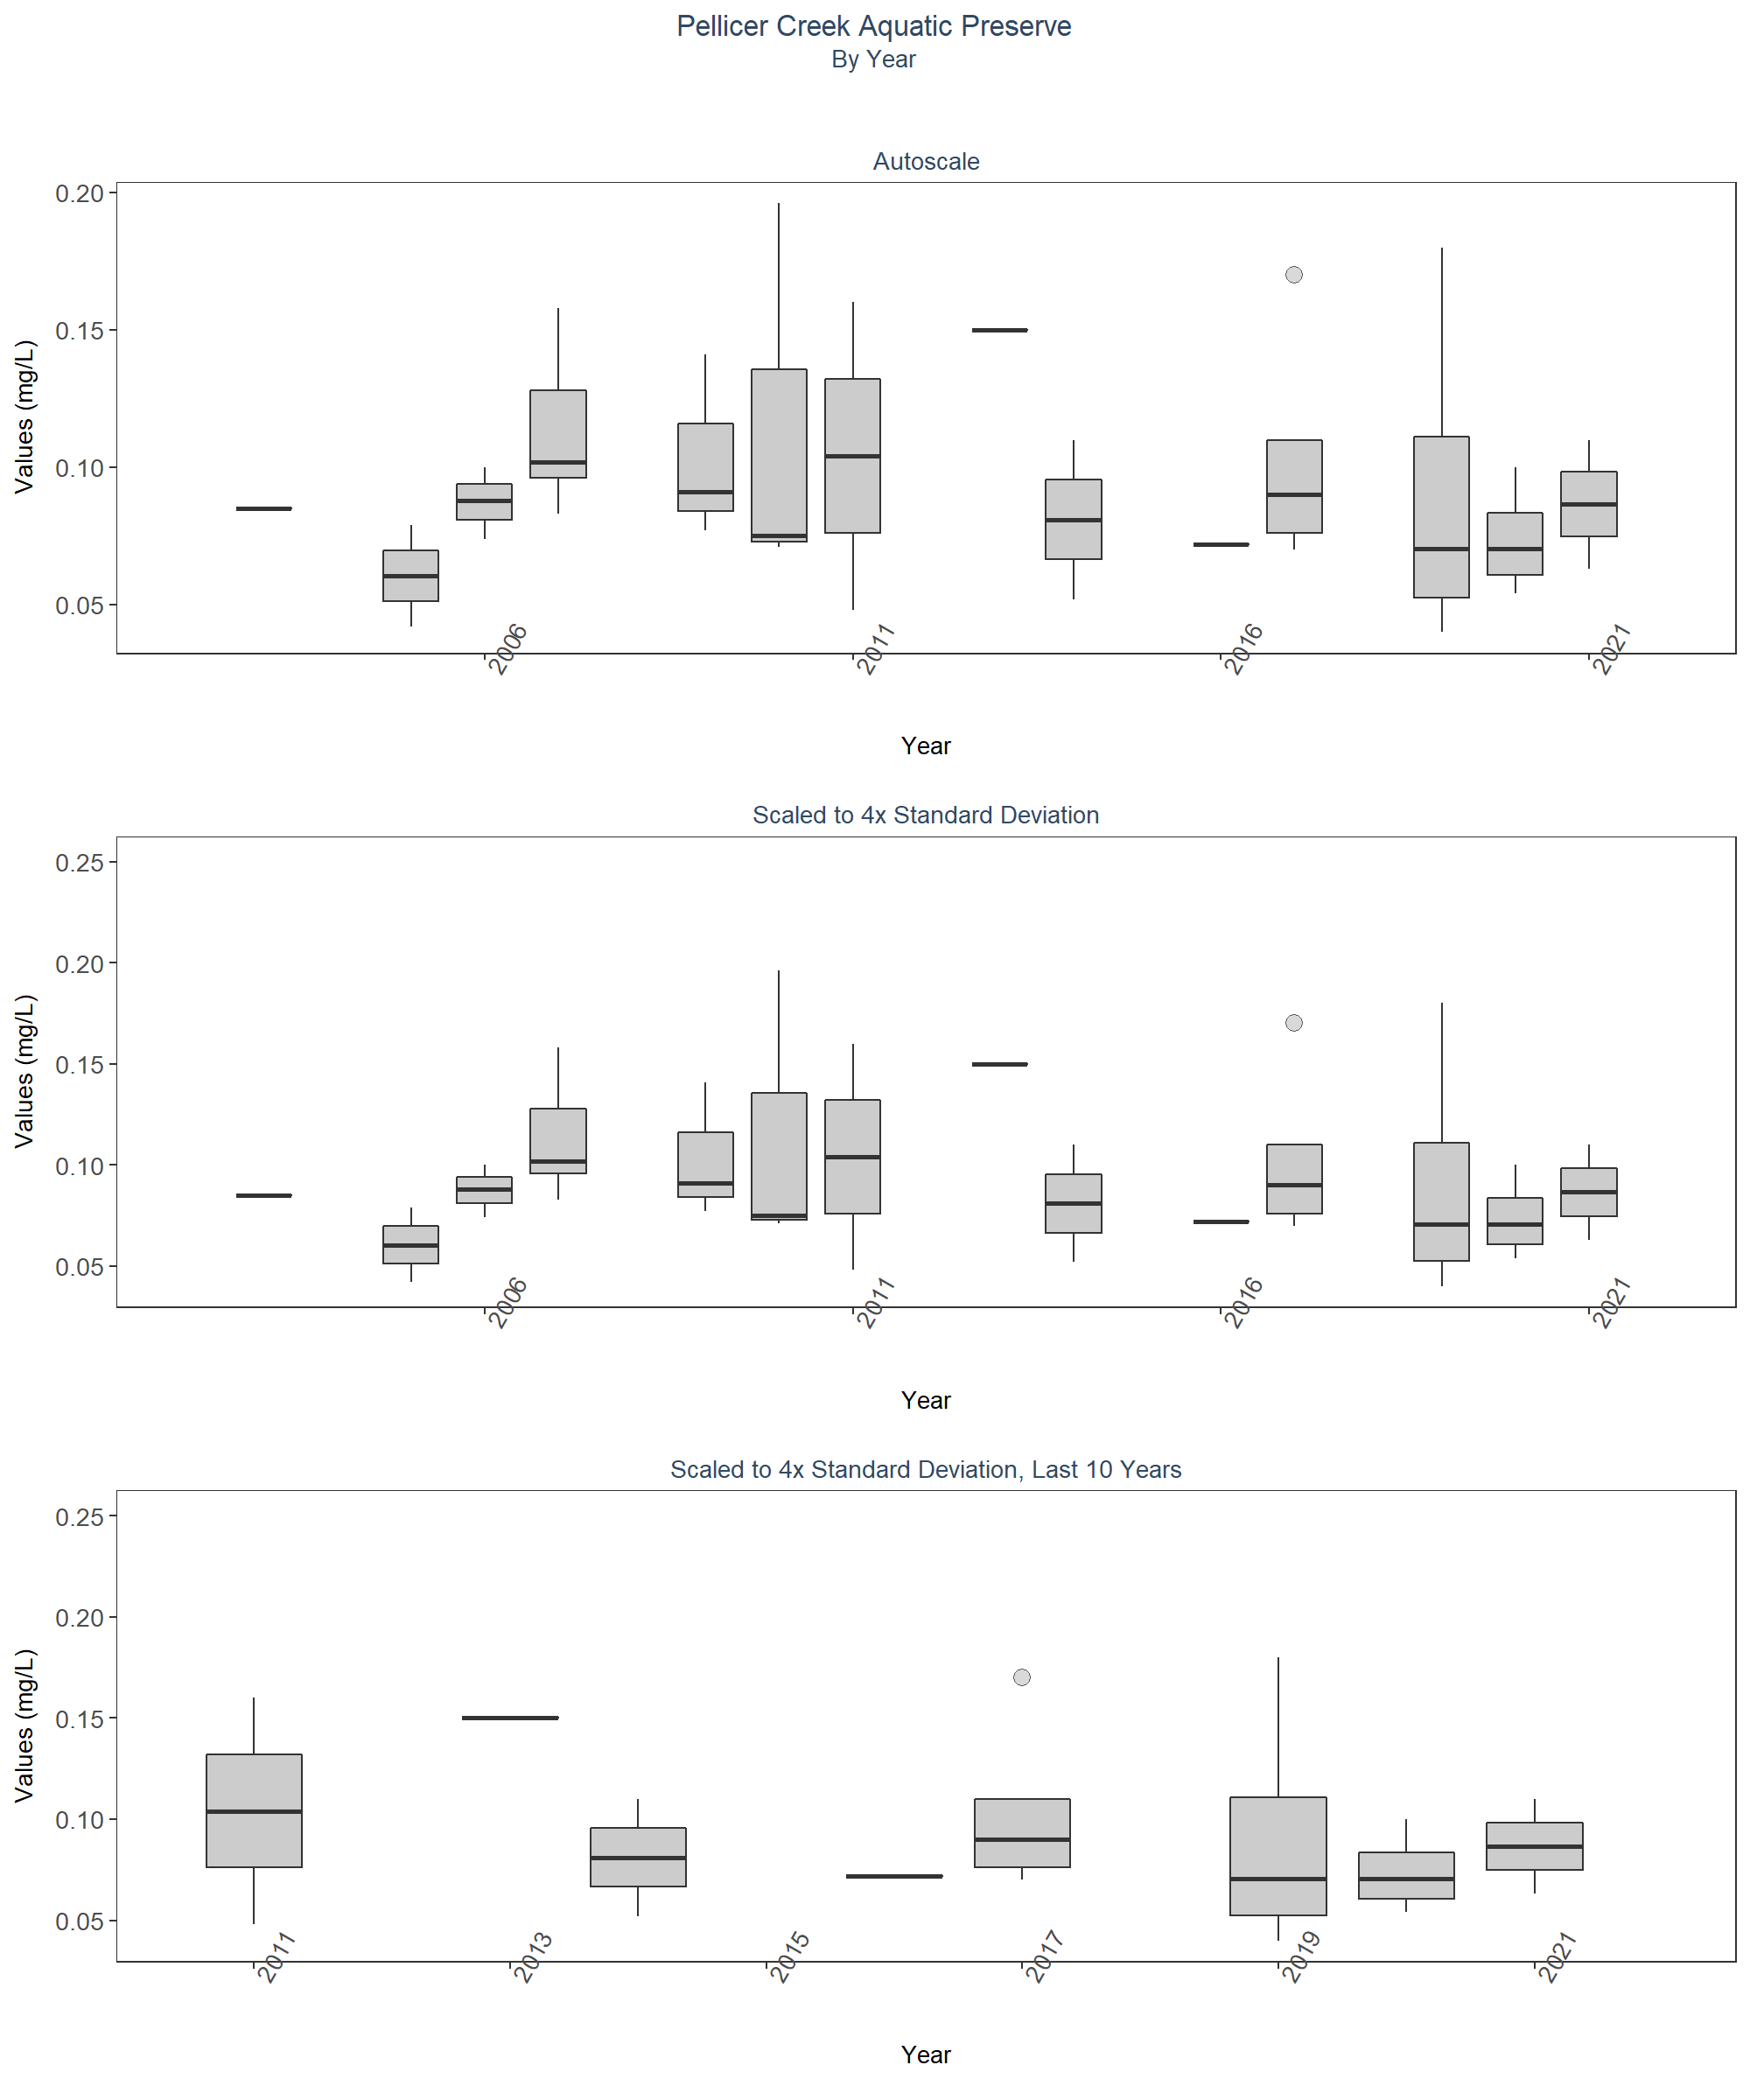 Pellicer Creek Aquatic Preserve
By Year
Autoscale
Values (mg/L)
0.20
0.15
0.10
0.05
2006 2011 2016 2021
Year
Scaled to 4x Standard Deviation
Values (mg/L)
0.25
0.20
0.15
0.10
0.05
2006 2011 2016 2021
Year
Scaled to 4x Standard Deviation, Last 10 Years
Values (mg/L)
0.25
0.20
0.15
0.10
0.05
2011 2013 2015 2017 2019 2021
Year